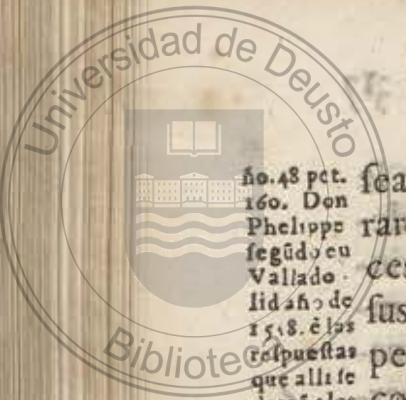 Universidad de Deusto
Biblioteca
ño.48 pet.
160. Don
Phelippe
segũdo en
Vallado-
lid año de
1558. è las
respuestas
que alli se
sea
ran
ces
sus
pe
co